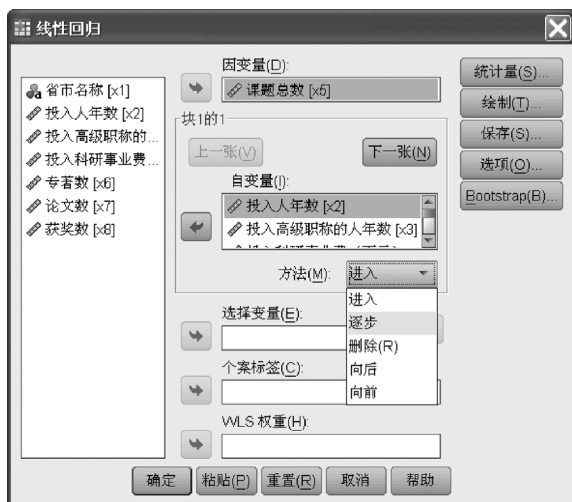 线性回归
省市名称 [x1]
投入人年数 [x2]
投入高级职称的...
投入科研事业费...
专著数 [x6]
论文数 [x7]
获奖数 [x8]
因变量(D):
课题总数 [x5]
块1的1
上一张(V)
下一张(N)
自变量(I):
投入人年数 [x2]
投入高级职称的人年数 [x3]
方法(M):
进入
进入
逐步
删除(R)
向后
向前
选择变量(E):
个案标签(C):
WLS 权重(H):
统计量(S)...
绘制(T)...
保存(S)...
选项(O)...
Bootstrap(B)...
确定
粘贴(P)
重置(R)
取消
帮助